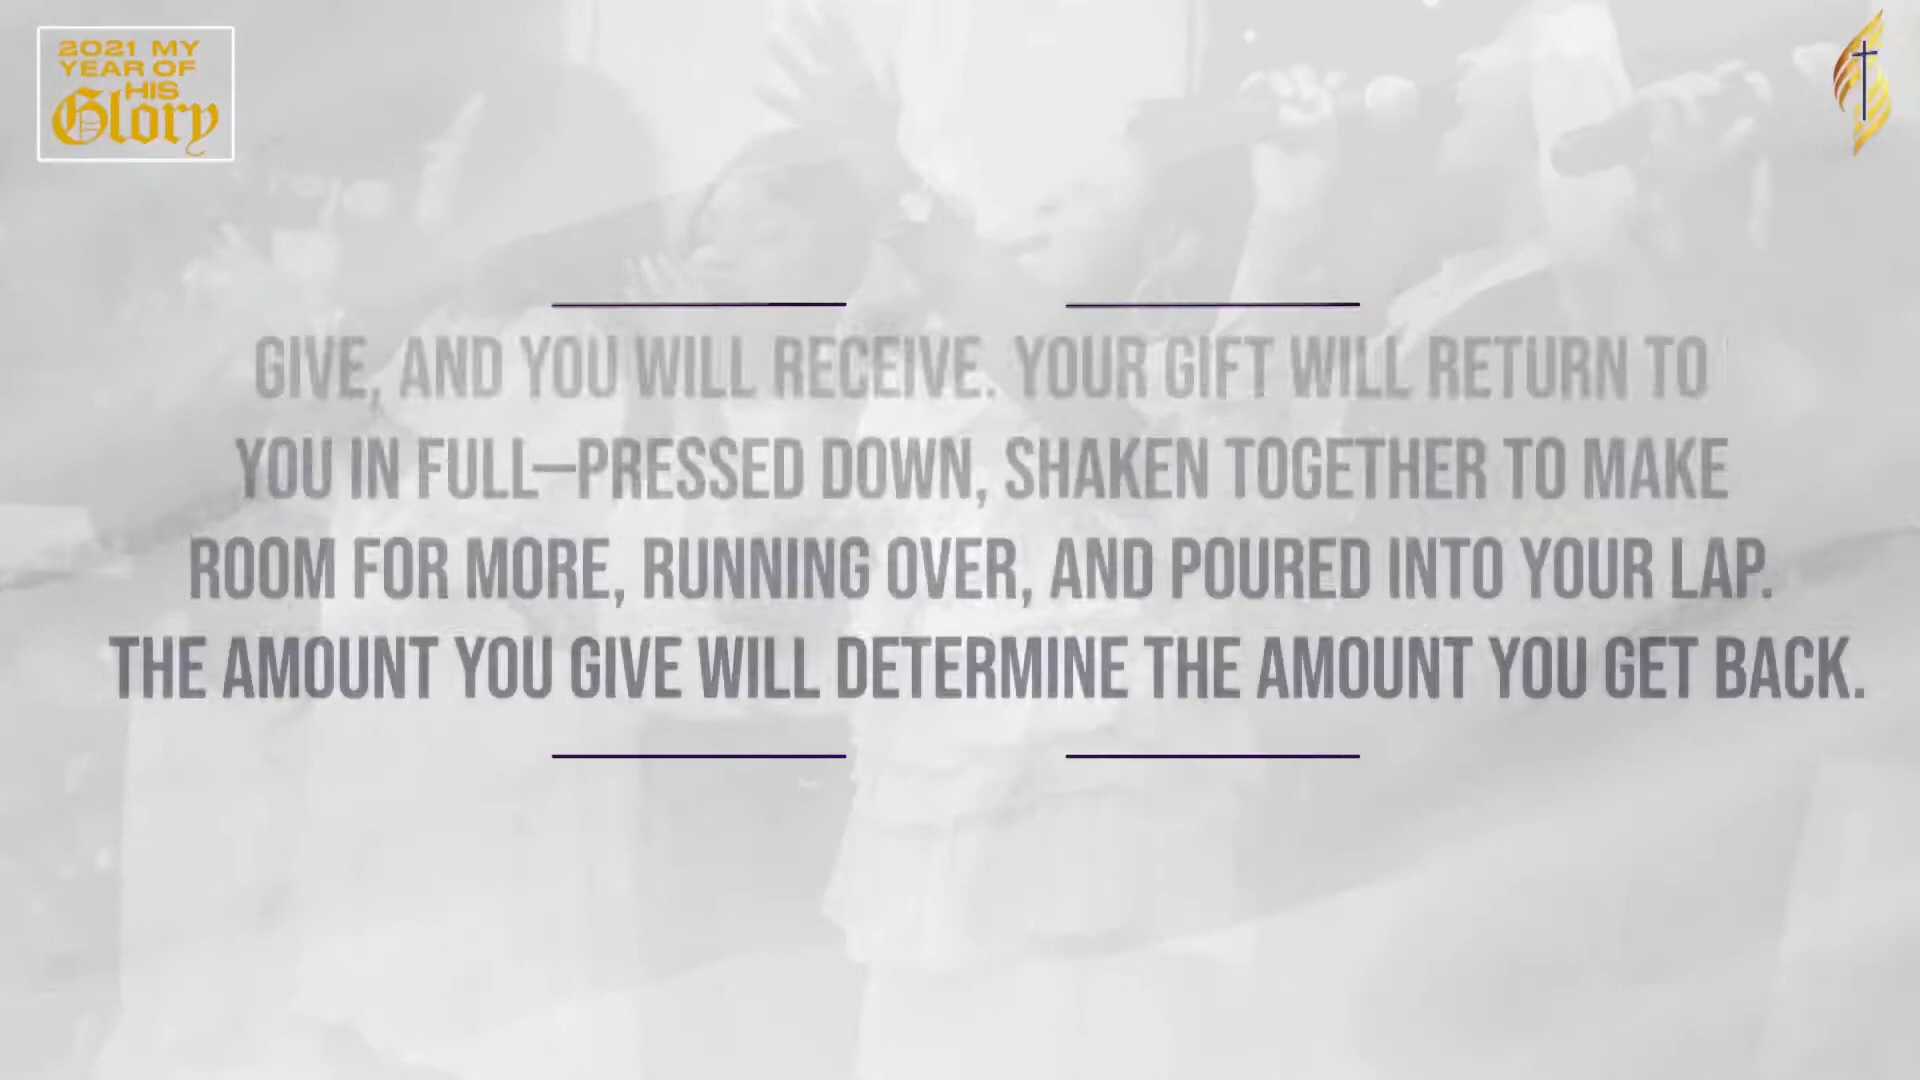 2021 MY
YEAR OF
HIS
Glory
GIVE, AND YOU WILL RECEIVE. YOUR GIFT WILL RETURN TO
YOU IN FULL—PRESSED DOWN, SHAKEN TOGETHER TO MAKE
ROOM FOR MORE, RUNNING OVER, AND POURED INTO YOUR LAP.
THE AMOUNT YOU GIVE WILL DETERMINE THE AMOUNT YOU GET BACK.